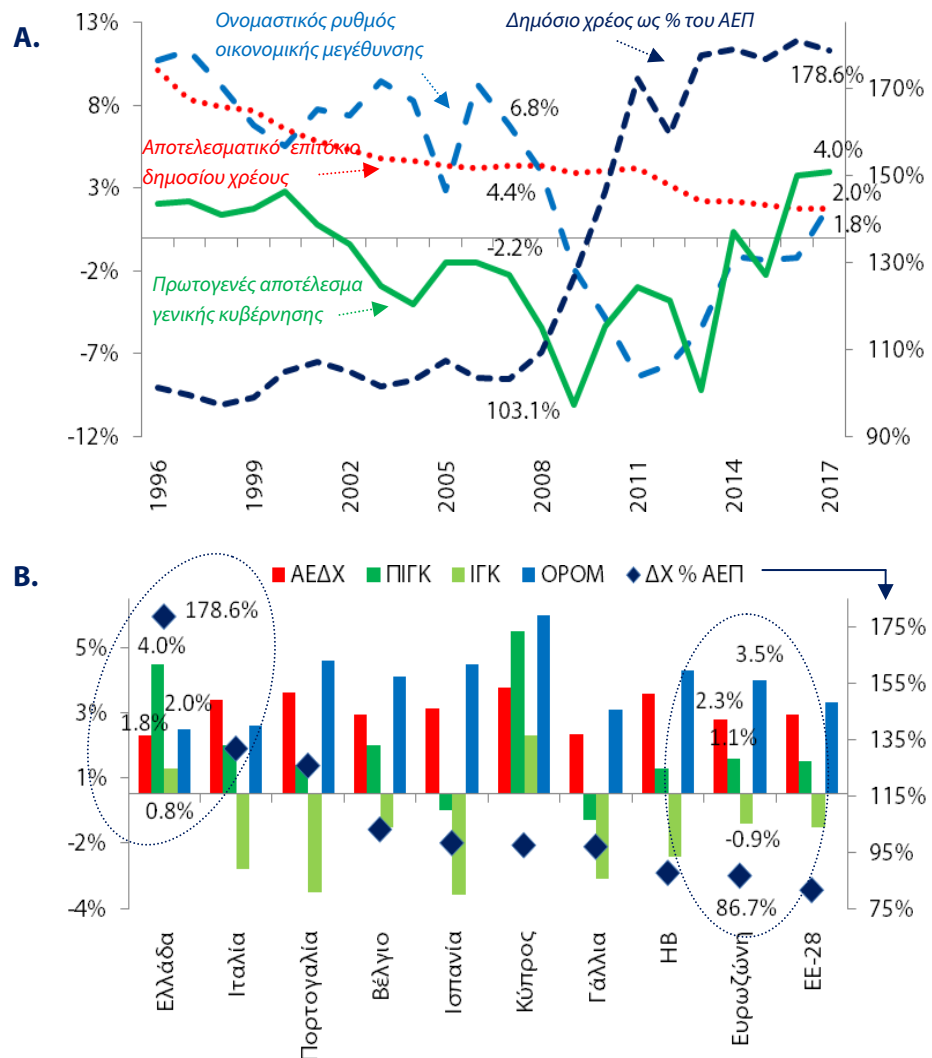 A.
Ονομαστικός ρυθμός
οικονομικής μεγέθυνσης
Δημόσιο χρέος ως % του ΑΕΠ
13%
8%
3%
-2%
-7%
-12%
Αποτελεσματικό επιτόκιο
δημοσίου χρέους
Πρωτογενές αποτέλεσμα
γενικής κυβέρνησης
6.8%
4.4%
-2.2%
103.1%
178.6%
4.0%
2.0%
1.8%
170%
150%
130%
110%
90%
1996
1999
2002
2005
2008
2011
2014
2017
B.
ΑΕΔΧ
ΠΙΓΚ
ΙΓΚ
ΟΡΟΜ
ΔΧ % ΑΕΠ
5%
3%
1%
-2%
-4%
178.6%
4.0%
2.0%
1.8%
0.8%
3.5%
2.3%
1.1%
-0.9%
86.7%
175%
155%
135%
115%
95%
75%
Ελλάδα
Ιταλία
Πορτογαλία
Βέλγιο
Ισπανία
Κύπρος
Γάλλια
ΗΒ
Ευρωζώνη
ΕΕ-28